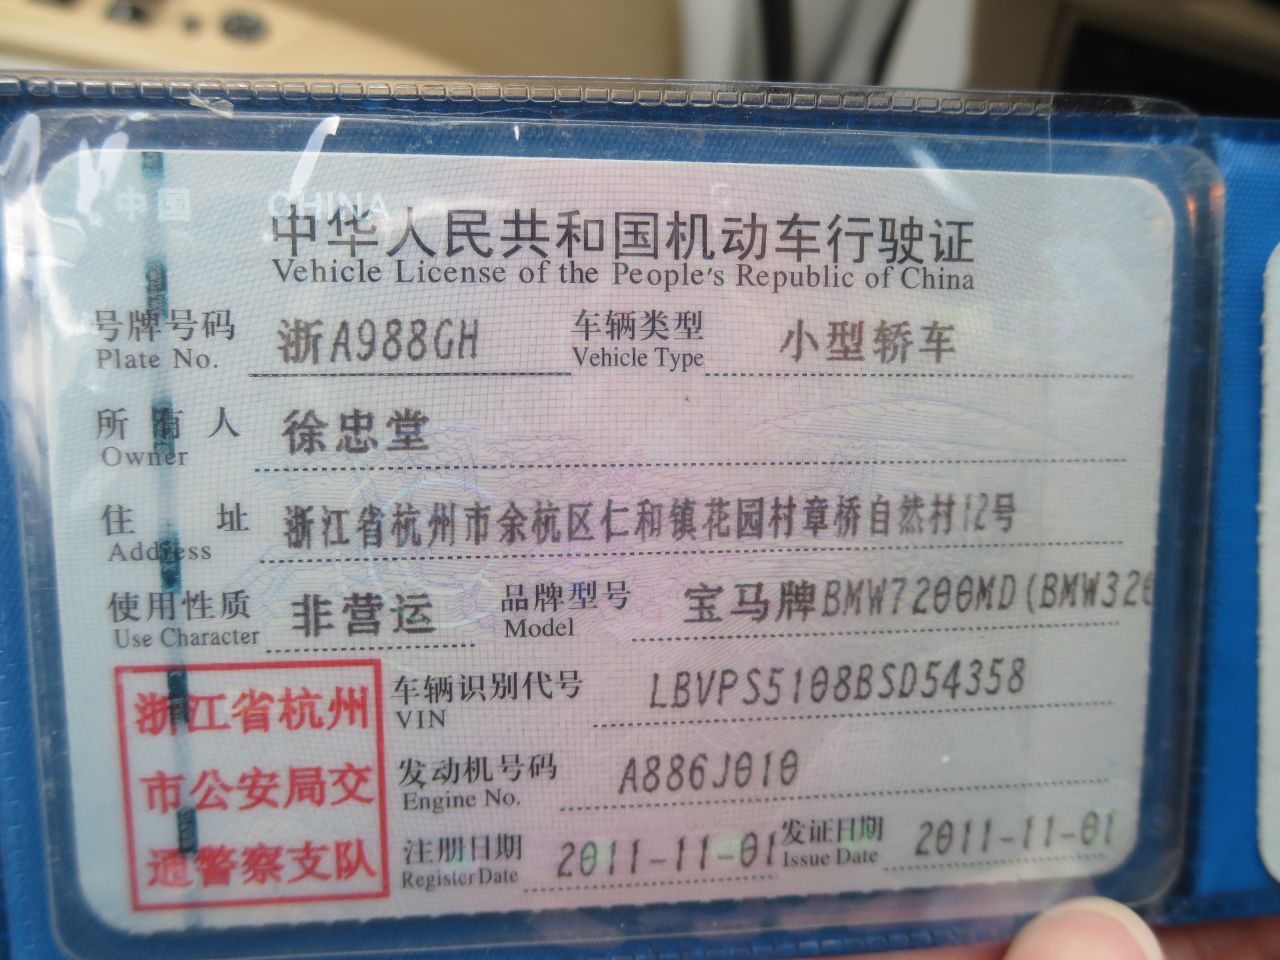 中国 CHINA
中华人民共和国机动车行驶证
Vehicle License of the People's Republic of China
号牌号码 浙A988GH 车辆类型 小型轿车
Plate No. Vehicle Type
所有人 徐忠堂
Owner
住址 浙江省杭州市余杭区仁和镇花园村章桥自然村12号
Address
使用性质 非营运 品牌型号 宝马牌BMW7200MD(BMW320
Use Character Model
浙江省杭州
市公安局交
通警察支队
车辆识别代号 LBVPS5108BSD54358
VIN
发动机号码 A886J010
Engine No.
注册日期 2011-11-01 发证日期 2011-11-01
Register Date Issue Date